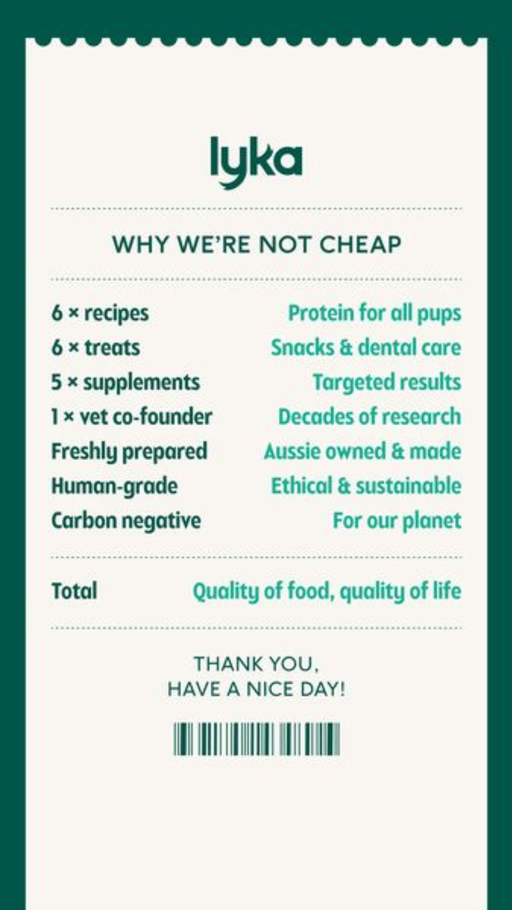 lyka
WHY WE’RE NOT CHEAP
6 × recipes Protein for all pups
6 × treats Snacks & dental care
5 × supplements Targeted results
1 × vet co-founder Decades of research
Freshly prepared Aussie owned & made
Human-grade Ethical & sustainable
Carbon negative For our planet
Total Quality of food, quality of life
THANK YOU,
HAVE A NICE DAY!